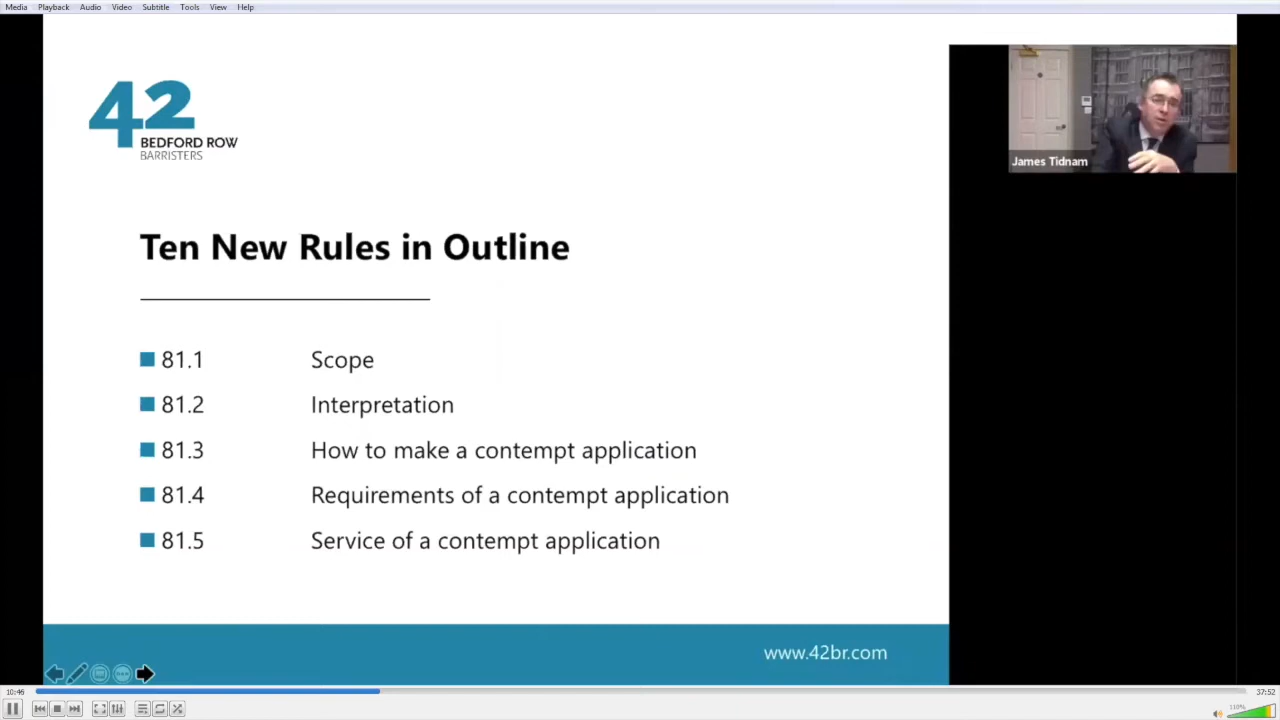 Media Playback Audio Video Subtitle Tools View Help
42
BEDFORD ROW
BARRISTERS
James Tidnam
Ten New Rules in Outline
81.1 Scope
81.2 Interpretation
81.3 How to make a contempt application
81.4 Requirements of a contempt application
81.5 Service of a contempt application
www.42br.com
10:46 37:52
110%